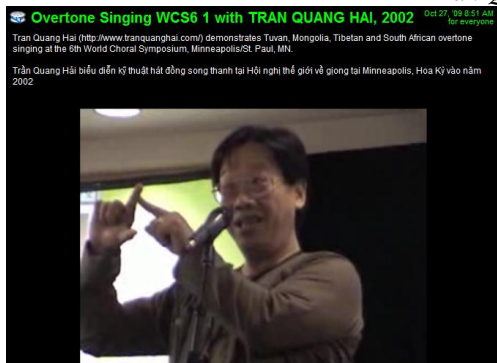 Overtone Singing WCS6 1 with TRAN QUANG HAI, 2002
Oct 27, '09 8:51 AM
for everyone
Tran Quang Hai (http://www.tranquanghai.com/) demonstrates Tuvan, Mongolia, Tibetan and South African overtone
singing at the 6th World Choral Symposium, Minneapolis/St. Paul, MN.
Trần Quang Hải biểu diễn kỹ thuật hát đồng song thanh tại Hội nghị thế giới về giọng tại Minneapolis, Hoa Kỳ vào năm
2002